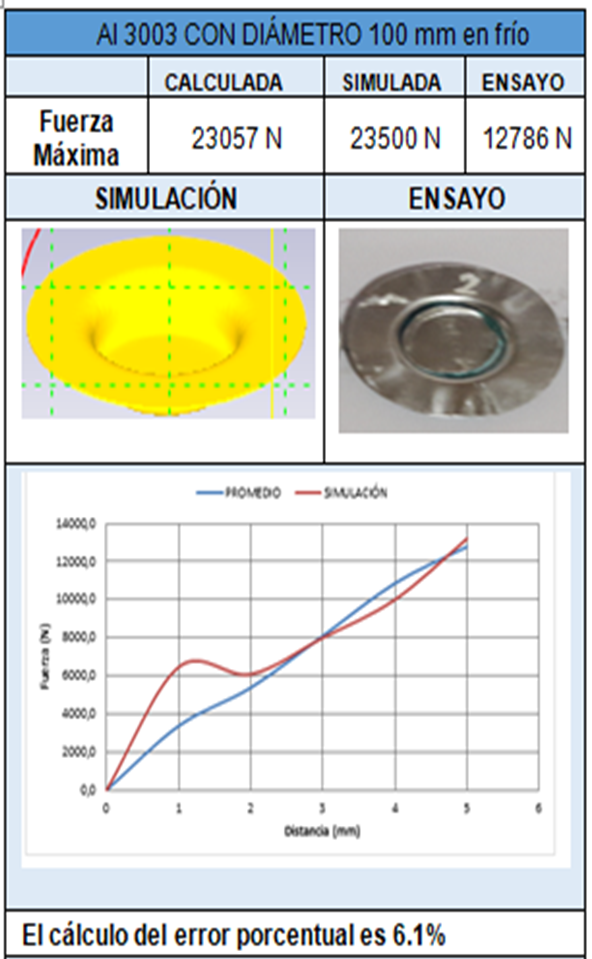 Al 3003 CON DIÁMETRO 100 mm en frío
CALCULADA SIMULADA ENSAYO
Fuerza
Máxima
23057 N 23500 N 12786 N
SIMULACIÓN ENSAYO
2
PROMEDIO SIMULACIÓN
14000,0
12000,0
10000,0
8000,0
6000,0
4000,0
2000,0
0,0
Fuerza (N)
0 1 2 3 4 5 6
Distancia (mm)
El cálculo del error porcentual es 6.1%